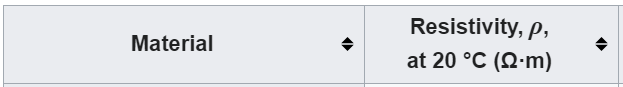 Material
Resistivity, ρ,
at 20 °C (Ω·m)